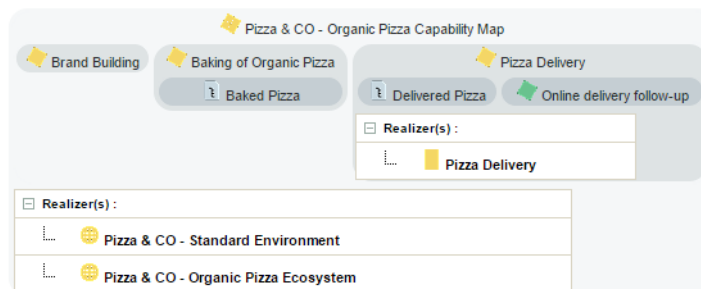 Pizza & CO - Organic Pizza Capability Map
Brand Building
Baking of Organic Pizza
Pizza Delivery
Baked Pizza
Delivered Pizza
Online delivery follow-up
Realizer(s) :
Pizza Delivery
Realizer(s) :
Pizza & CO - Standard Environment
Pizza & CO - Organic Pizza Ecosystem